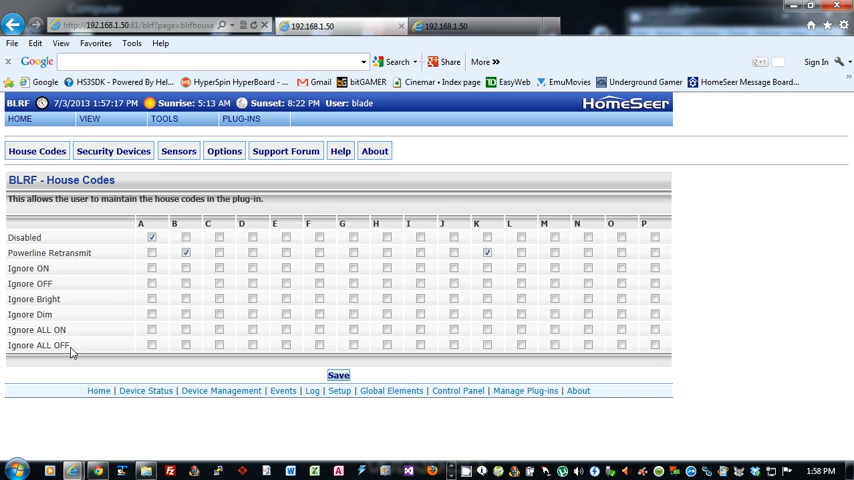 http://192.168.1.50:81/blrf?page=blrfhouse
192.168.1.50
192.168.1.50
File Edit View Favorites Tools Help
Google Search Share More » Sign In
Google HS3SDK - Powered By Hel... HyperSpin HyperBoard - ... Gmail bitGAMER Cinemar • Index page EasyWeb EmuMovies Underground Gamer HomeSeer Message Board...
BLRF 7/3/2013 1:57:17 PM Sunrise: 5:13 AM Sunset: 8:22 PM User: blade HomeSeer
HOME VIEW TOOLS PLUG-INS
House Codes Security Devices Sensors Options Support Forum Help About
BLRF - House Codes
This allows the user to maintain the house codes in the plug-in.
A B C D E F G H I J K L M N O P
Disabled
Powerline Retransmit
Ignore ON
Ignore OFF
Ignore Bright
Ignore Dim
Ignore ALL ON
Ignore ALL OFF
Save
Home | Device Status | Device Management | Events | Log | Setup | Global Elements | Control Panel | Manage Plug-ins | About
1:58 PM